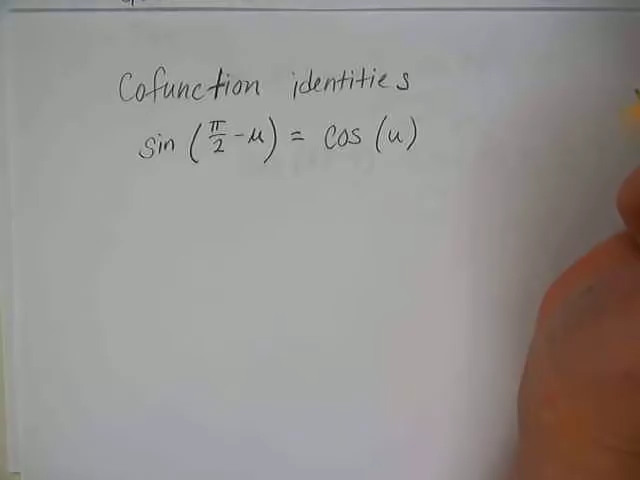 Cofunction identities
sin (π/2 - u) = cos (u)